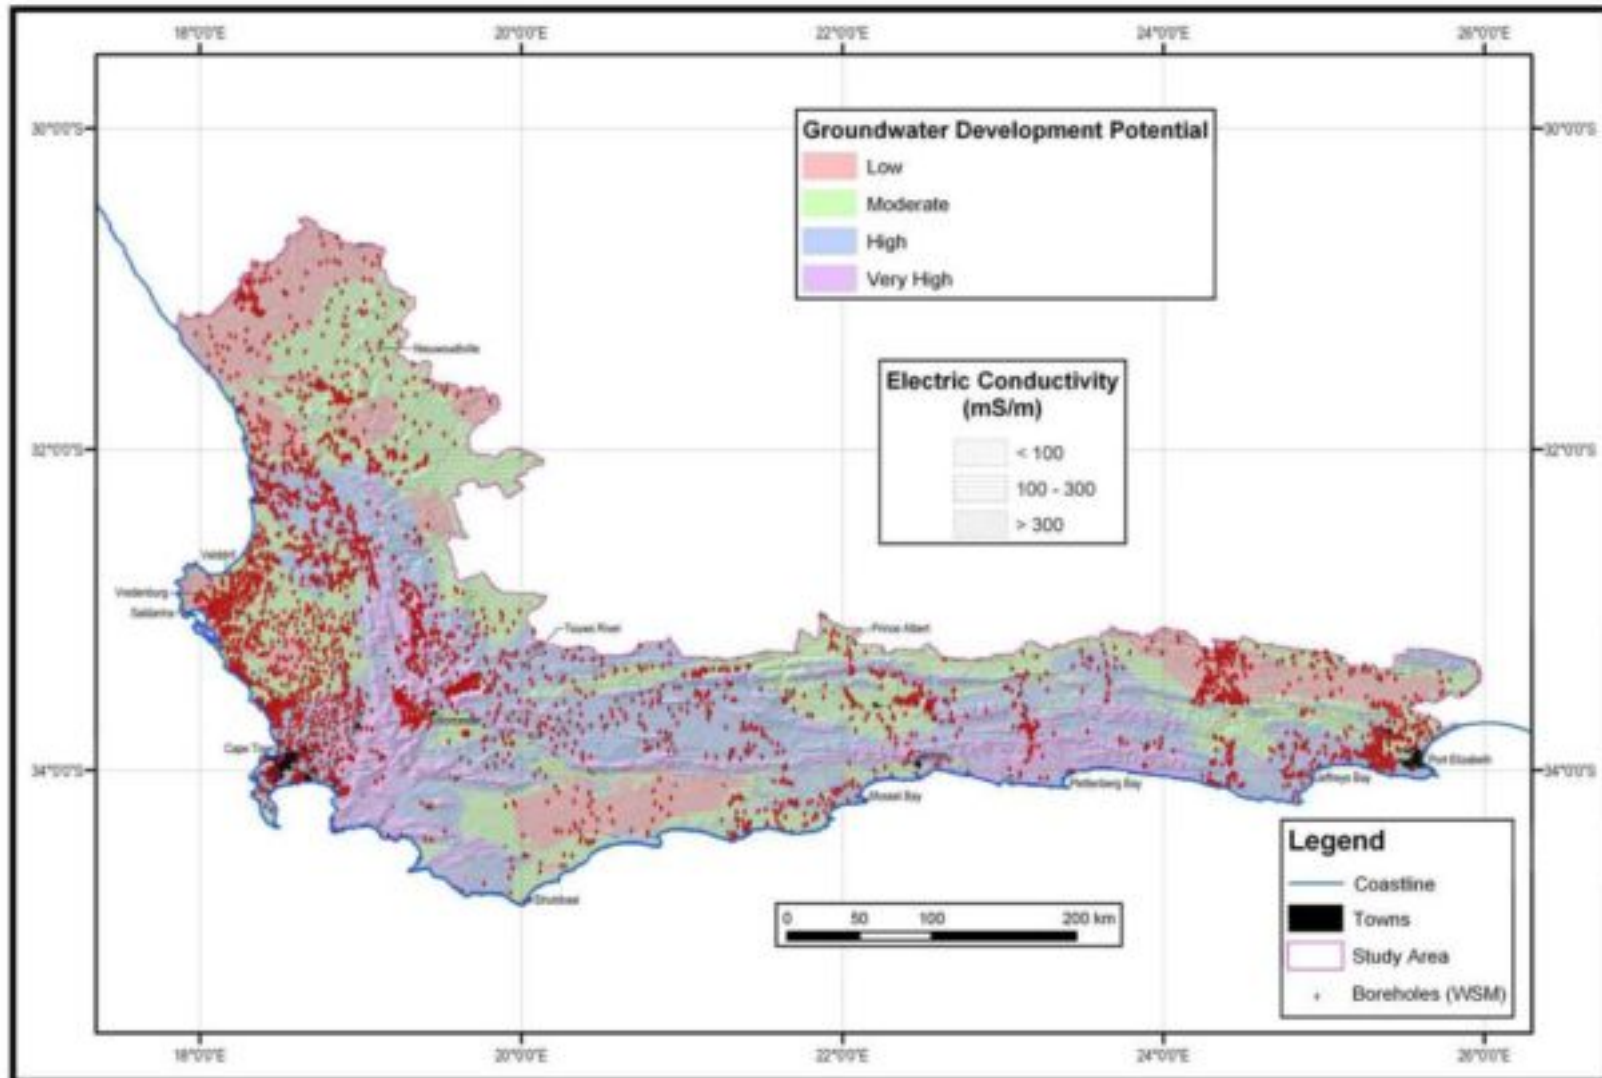 18°0'0"E 20°0'0"E 22°0'0"E 24°0'0"E 26°0'0"E
30°0'0"S
30°0'0"S
Groundwater Development Potential
Low
Moderate
High
Very High
Electric Conductivity
(mS/m)
< 100
100 - 300
> 300
32°0'0"S
32°0'0"S
Vredenburg
Saldanha
Touws River
Prince Albert
Mossel Bay
Plettenberg Bay
Jeffreys Bay
Port Elizabeth
34°0'0"S
34°0'0"S
Struisbaai
0 50 100 200 km
Legend
Coastline
Towns
Study Area
Boreholes (WSM)
18°0'0"E 20°0'0"E 22°0'0"E 24°0'0"E 26°0'0"E